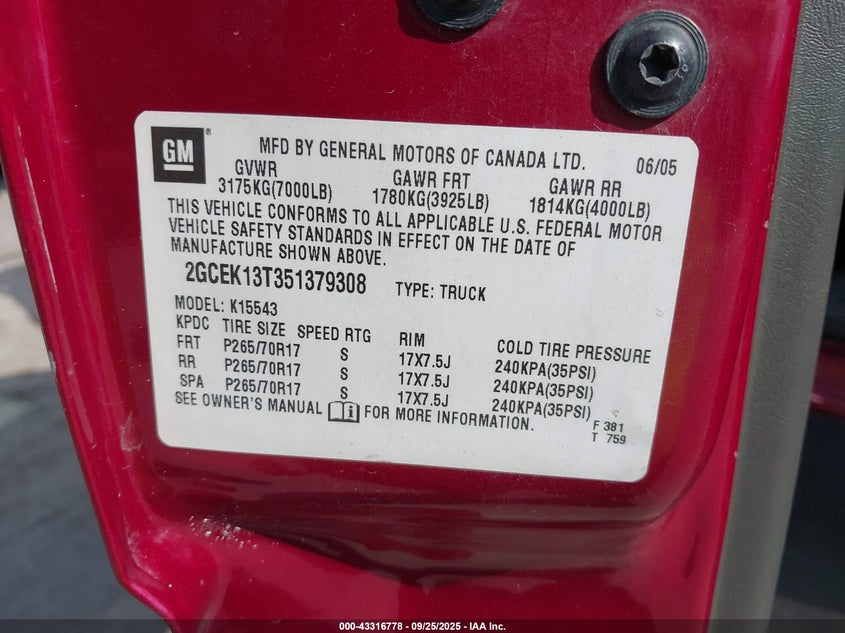 GM ® MFD BY GENERAL MOTORS OF CANADA LTD. 06/05
GVWR GAWR FRT GAWR RR
3175KG(7000LB) 1780KG(3925LB) 1814KG(4000LB)
THIS VEHICLE CONFORMS TO ALL APPLICABLE U.S. FEDERAL MOTOR
VEHICLE SAFETY STANDARDS IN EFFECT ON THE DATE OF
MANUFACTURE SHOWN ABOVE.
2GCEK13T351379308 TYPE: TRUCK
MODEL: K15543
KPDC TIRE SIZE SPEED RTG RIM COLD TIRE PRESSURE
FRT P265/70R17 S 17X7.5J 240KPA(35PSI)
RR P265/70R17 S 17X7.5J 240KPA(35PSI)
SPA P265/70R17 S 17X7.5J 240KPA(35PSI)
SEE OWNER'S MANUAL FOR MORE INFORMATION.
F 381
T 759
000-43316778 - 09/25/2025 - IAA Inc.